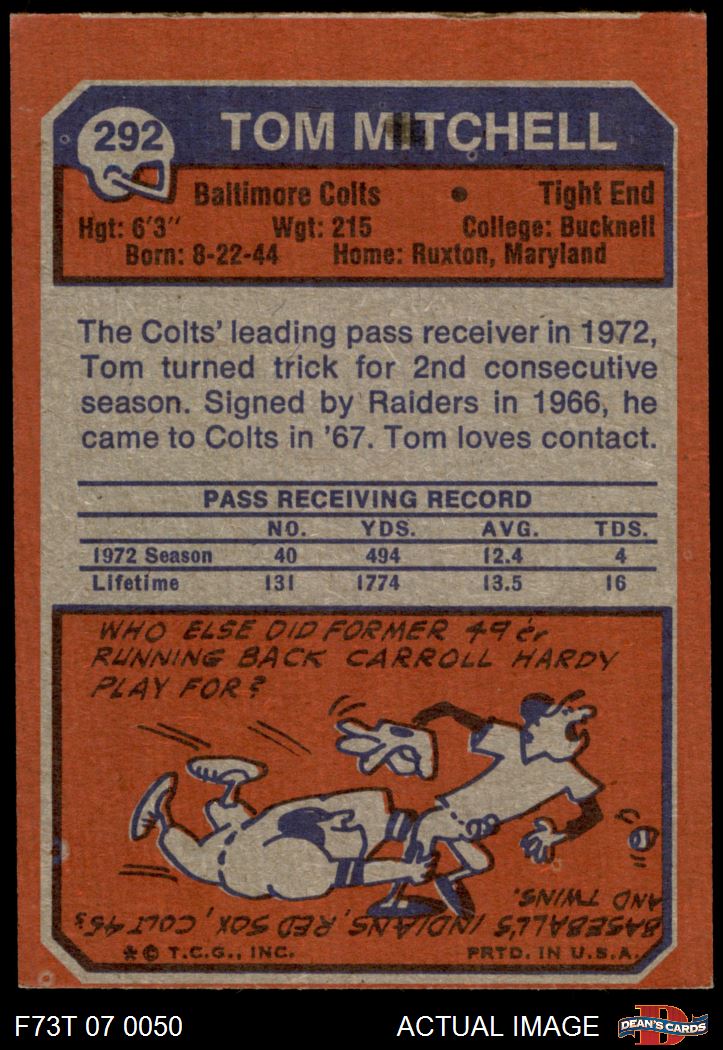 292
TOM MITCHELL
Baltimore Colts • Tight End
Hgt: 6'3" Wgt: 215 College: Bucknell
Born: 8-22-44 Home: Ruxton, Maryland
The Colts' leading pass receiver in 1972,
Tom turned trick for 2nd consecutive
season. Signed by Raiders in 1966, he
came to Colts in '67. Tom loves contact.
PASS RECEIVING RECORD
NO. YDS. AVG. TDS.
1972 Season 40 494 12.4 4
Lifetime 131 1774 13.5 16
WHO ELSE DID FORMER 49er
RUNNING BACK CARROLL HARDY
PLAY FOR?
BASEBALL'S INDIANS, RED SOX, COLT 45s
AND TWINS.
* © T.C.G., INC. PRTD. IN U.S.A.
F73T 07 0050 ACTUAL IMAGE
D
DEAN'S CARDS